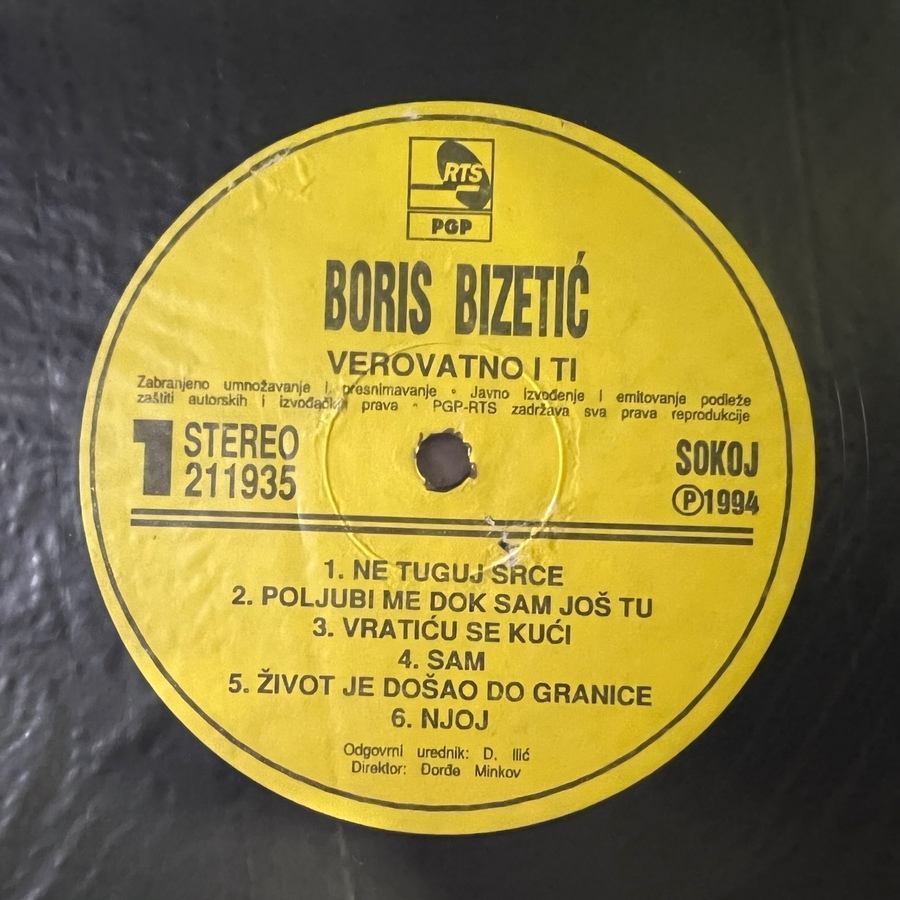 RTS
PGP
BORIS BIZETIĆ
VEROVATNO I TI
Zabranjeno umnožavanje i presnimavanje • Javno izvođenje i emitovanje podleže
zaštiti autorskih i izvođačkih prava • PGP-RTS zadržava sva prava reprodukcije
1 STEREO
211935
SOKOJ
Ⓟ1994
1. NE TUGUJ SRCE
2. POLJUBI ME DOK SAM JOŠ TU
3. VRATIĆU SE KUĆI
4. SAM
5. ŽIVOT JE DOŠAO DO GRANICE
6. NJOJ
Odgovrni urednik: D. Ilić
Direktor: Đorđe Minkov